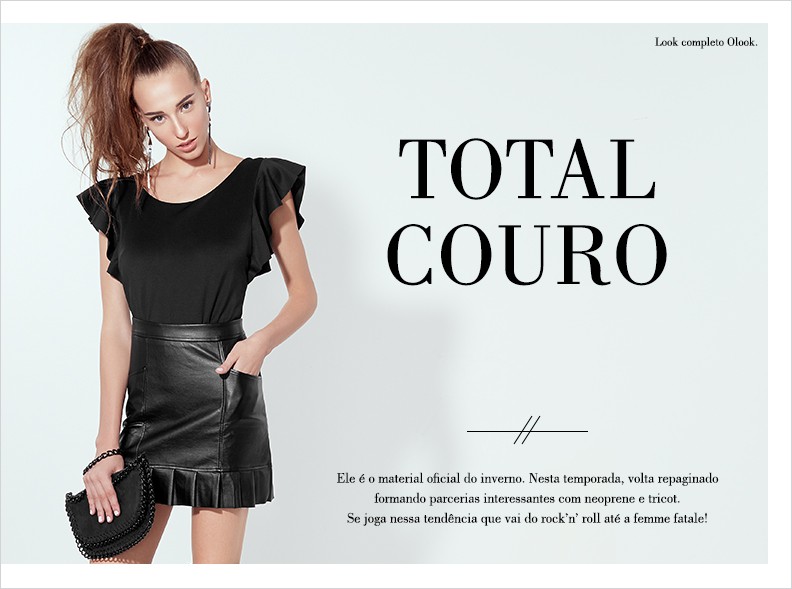 Look completo Olook.
TOTAL
COURO
Ele é o material oficial do inverno. Nesta temporada, volta repaginado
formando parcerias interessantes com neoprene e tricot.
Se joga nessa tendência que vai do rock'n' roll até a femme fatale!